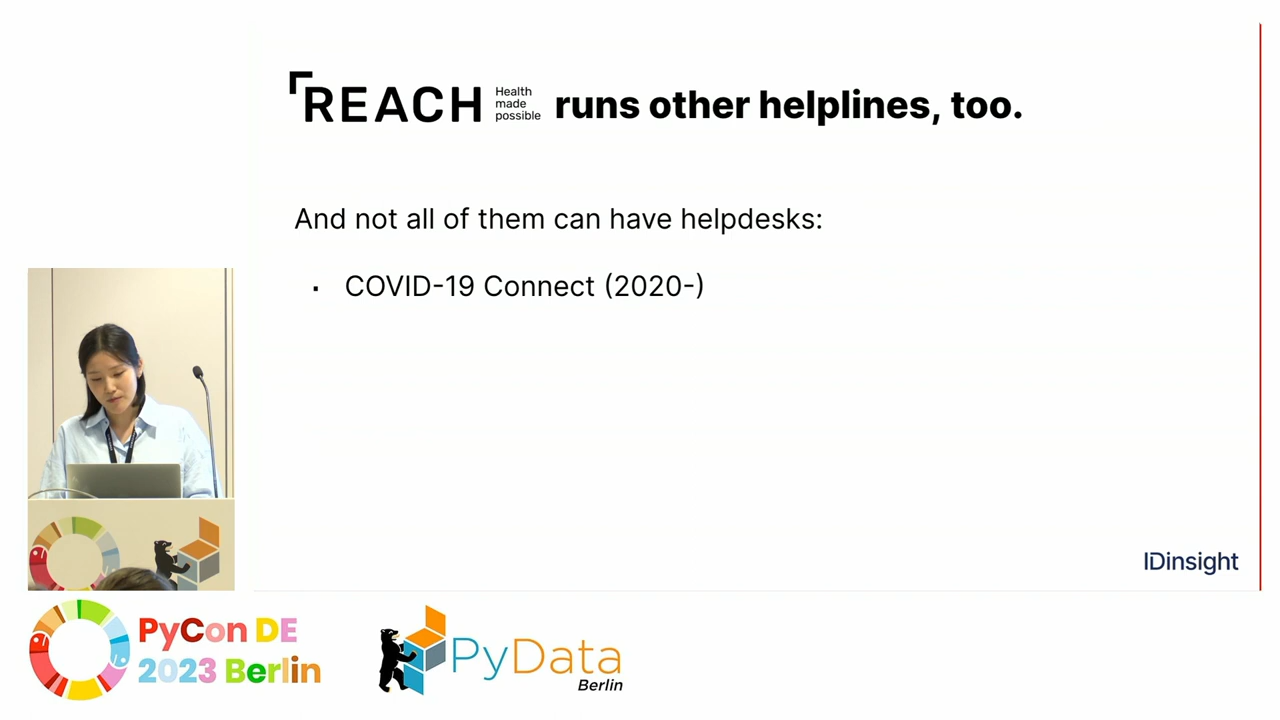 REACH Health made possible runs other helplines, too.
And not all of them can have helpdesks:
· COVID-19 Connect (2020-)
IDinsight
PyCon DE
2023 Berlin
PyData
Berlin